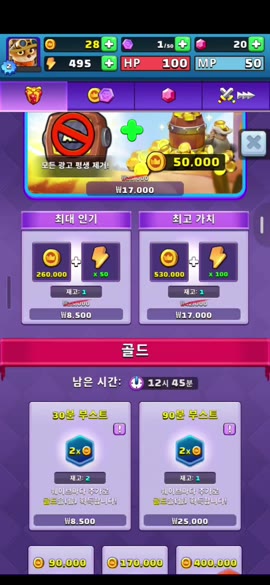 28
1/50
20
495
HP 100
MP 50
모든 광고 평생 제거!
50,000
₩17.000
최대 인기
최고 가치
260.000
x 50
530.000
x 100
재고: 1
재고: 1
₩8.500
₩17.000
골드
남은 시간: 12시 45분
30분 부스트
90분 부스트
2x
2x
재고: 2
재고: 1
₩8.500
₩25.000
90,000
170,000
400,000